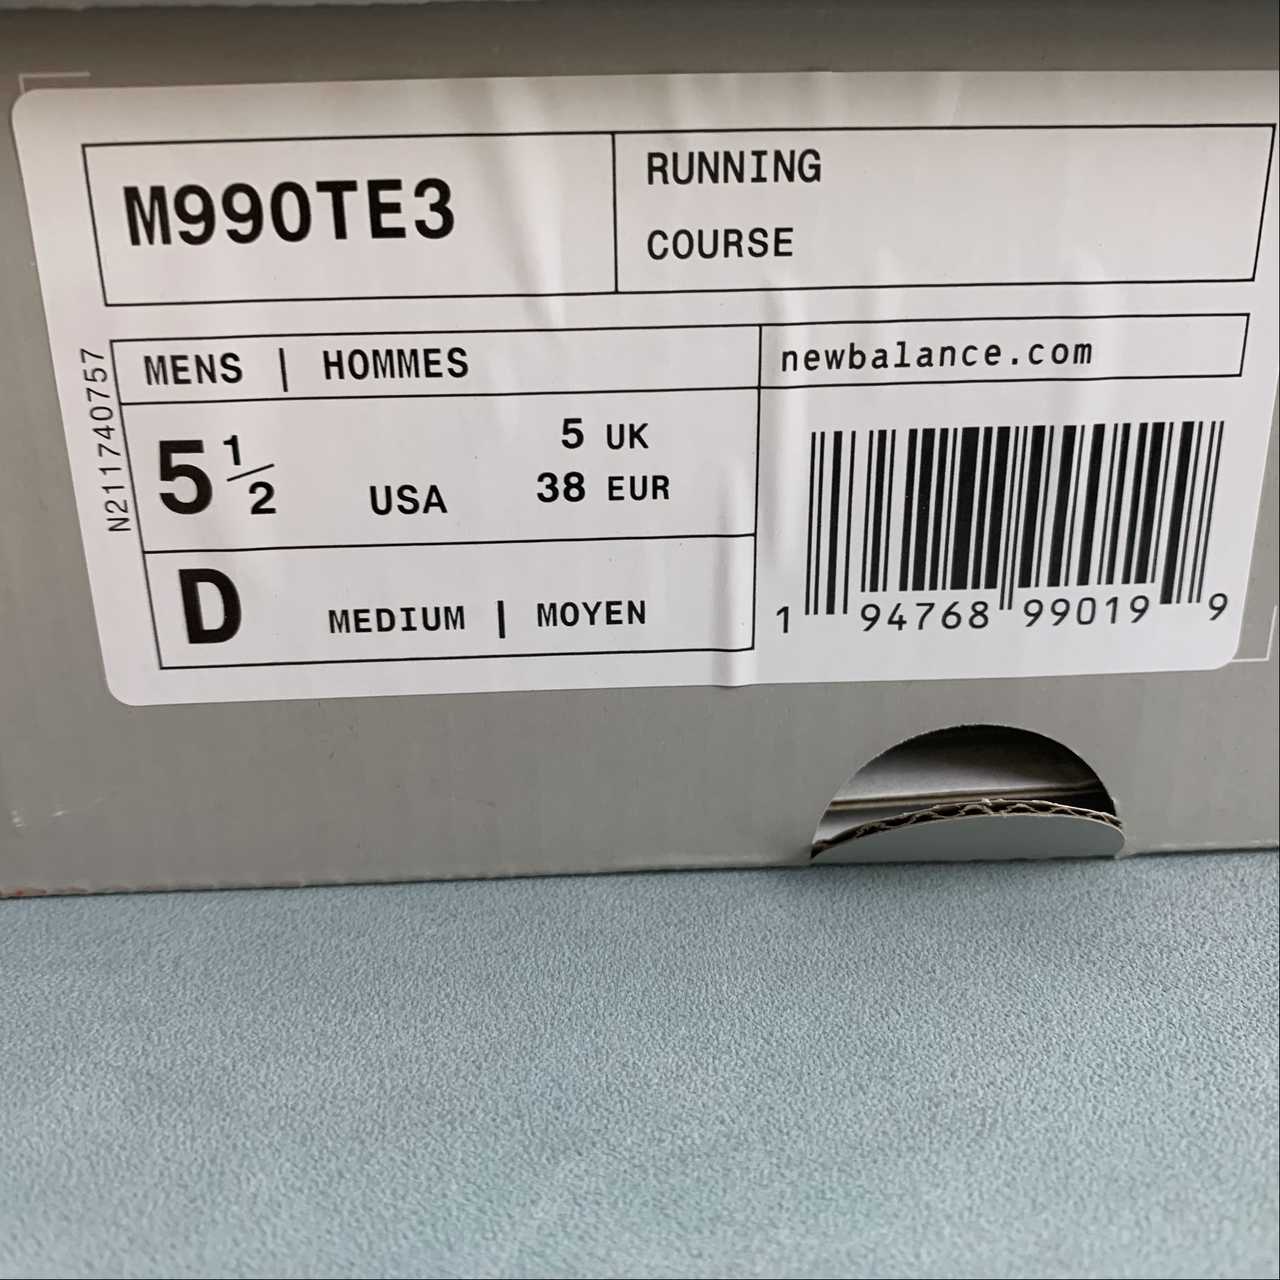 M990TE3
RUNNING
COURSE
MENS | HOMMES
newbalance.com
5 1/2 USA
5 UK
38 EUR
D MEDIUM | MOYEN
1 94768 99019 9
N211740757